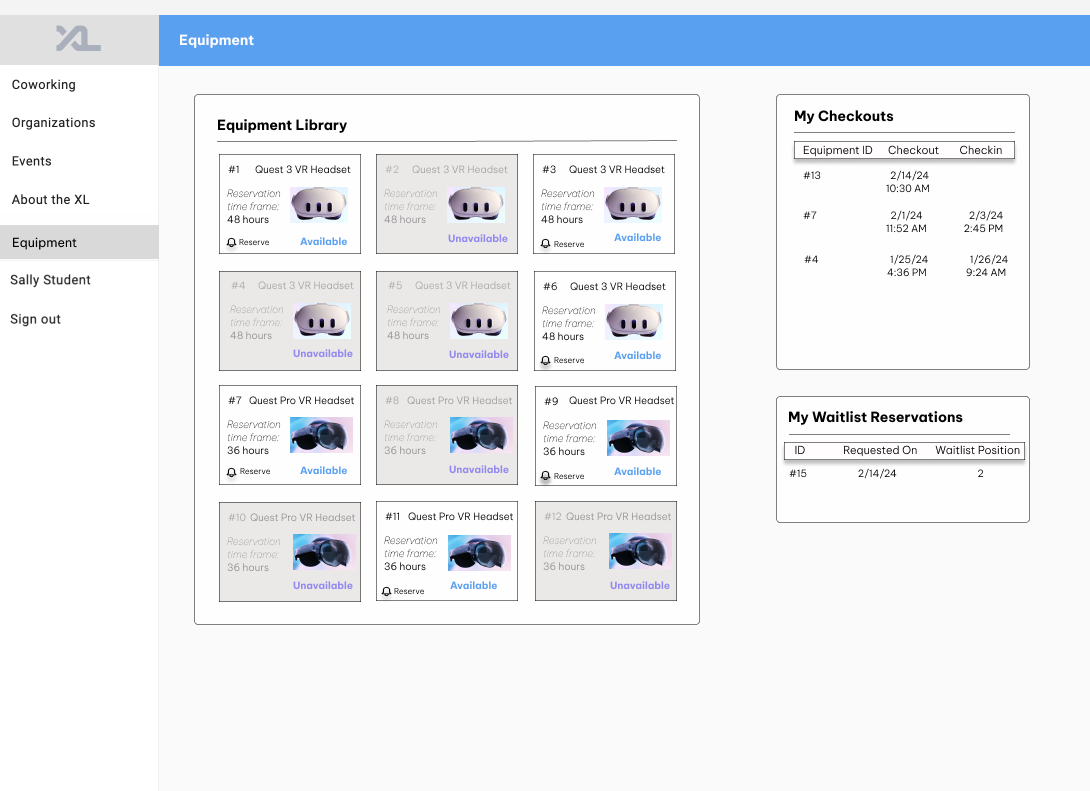 XL
Equipment
Coworking
Organizations
Events
About the XL
Equipment
Sally Student
Sign out
Equipment Library
#1 Quest 3 VR Headset
Reservation
time frame:
48 hours
Reserve Available
#2 Quest 3 VR Headset
Reservation
time frame:
48 hours
Unavailable
#3 Quest 3 VR Headset
Reservation
time frame:
48 hours
Reserve Available
#4 Quest 3 VR Headset
Reservation
time frame:
48 hours
Unavailable
#5 Quest 3 VR Headset
Reservation
time frame:
48 hours
Unavailable
#6 Quest 3 VR Headset
Reservation
time frame:
48 hours
Reserve Available
#7 Quest Pro VR Headset
Reservation
time frame:
36 hours
Reserve Available
#8 Quest Pro VR Headset
Reservation
time frame:
36 hours
Unavailable
#9 Quest Pro VR Headset
Reservation
time frame:
36 hours
Reserve Available
#10 Quest Pro VR Headset
Reservation
time frame:
36 hours
Unavailable
#11 Quest Pro VR Headset
Reservation
time frame:
36 hours
Reserve Available
#12 Quest Pro VR Headset
Reservation
time frame:
36 hours
Unavailable
My Checkouts
Equipment ID Checkout Checkin
#13 2/14/24
10:30 AM
#7 2/1/24 2/3/24
11:52 AM 2:45 PM
#4 1/25/24 1/26/24
4:36 PM 9:24 AM
My Waitlist Reservations
ID Requested On Waitlist Position
#15 2/14/24 2